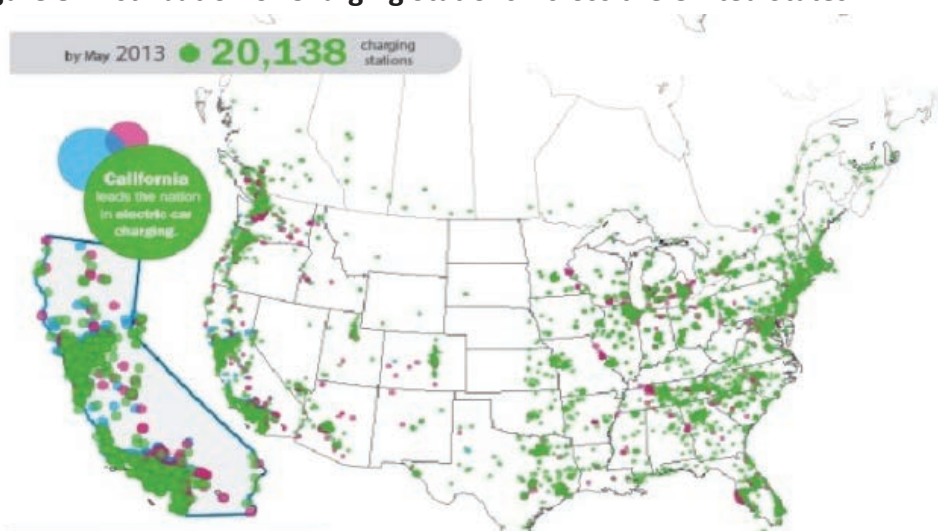 by May 2013 20,138 charging
stations
California
leads the nation
in electric car
charging.